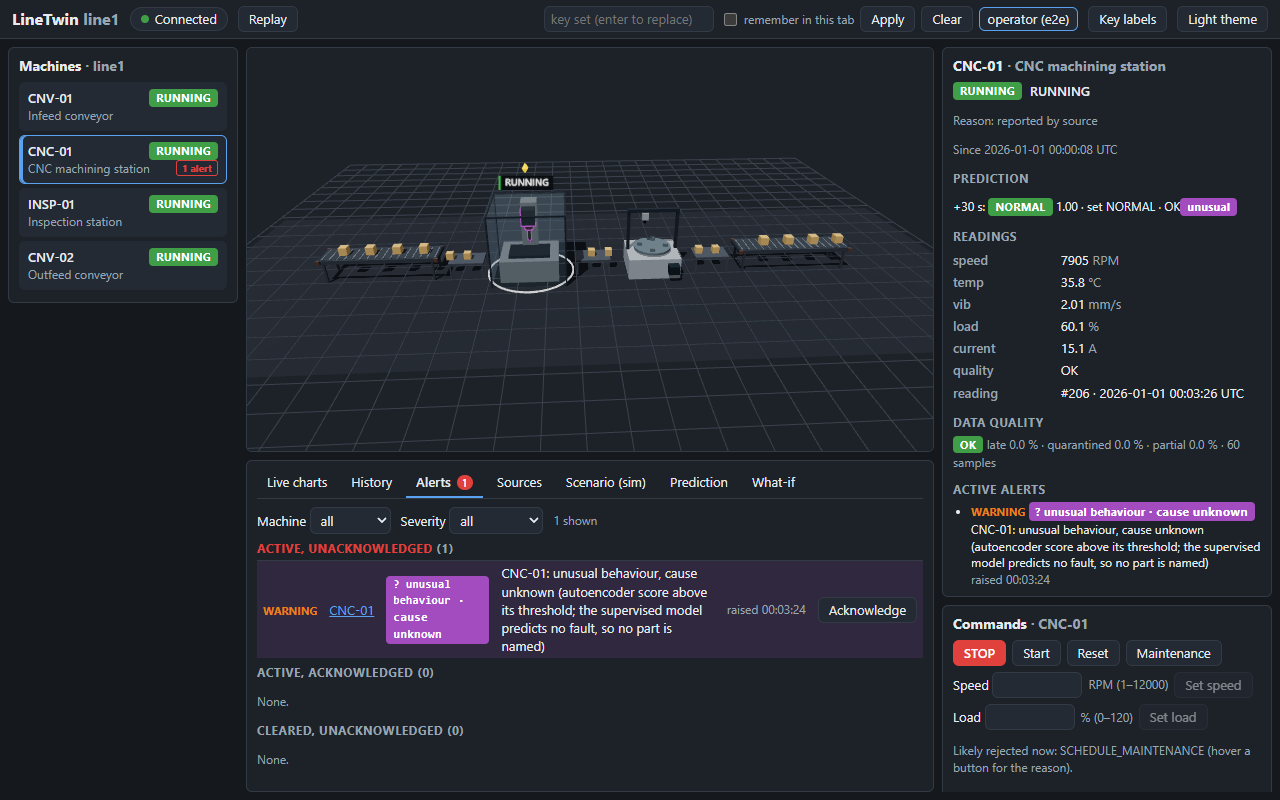 LineTwin line1
Connected
Replay
key set (enter to replace)
remember in this tab
Apply
Clear
operator (e2e)
Key labels
Light theme
Machines · line1
CNV-01
RUNNING
Infeed conveyor
CNC-01
RUNNING
CNC machining station
1 alert
INSP-01
RUNNING
Inspection station
CNV-02
RUNNING
Outfeed conveyor
RUNNING
Live charts
History
Alerts 1
Sources
Scenario (sim)
Prediction
What-if
Machine all
Severity all
1 shown
ACTIVE, UNACKNOWLEDGED (1)
WARNING
CNC-01
? unusual
behaviour ·
cause
unknown
CNC-01: unusual behaviour, cause
unknown (autoencoder score above
its threshold; the supervised model
predicts no fault, so no part is
named)
raised 00:03:24
Acknowledge
ACTIVE, ACKNOWLEDGED (0)
None.
CLEARED, UNACKNOWLEDGED (0)
None.
CNC-01 · CNC machining station
RUNNING RUNNING
Reason: reported by source
Since 2026-01-01 00:00:08 UTC
PREDICTION
+30 s: NORMAL 1.00 · set NORMAL · OK unusual
READINGS
speed 7905 RPM
temp 35.8 °C
vib 2.01 mm/s
load 60.1 %
current 15.1 A
quality OK
reading #206 · 2026-01-01 00:03:26 UTC
DATA QUALITY
OK late 0.0 % · quarantined 0.0 % · partial 0.0 % · 60
samples
ACTIVE ALERTS
WARNING ? unusual behaviour · cause unknown
CNC-01: unusual behaviour, cause unknown
(autoencoder score above its threshold; the supervised
model predicts no fault, so no part is named)
raised 00:03:24
Commands · CNC-01
STOP
Start
Reset
Maintenance
Speed RPM (1–12000) Set speed
Load % (0–120) Set load
Likely rejected now: SCHEDULE_MAINTENANCE (hover a
button for the reason).